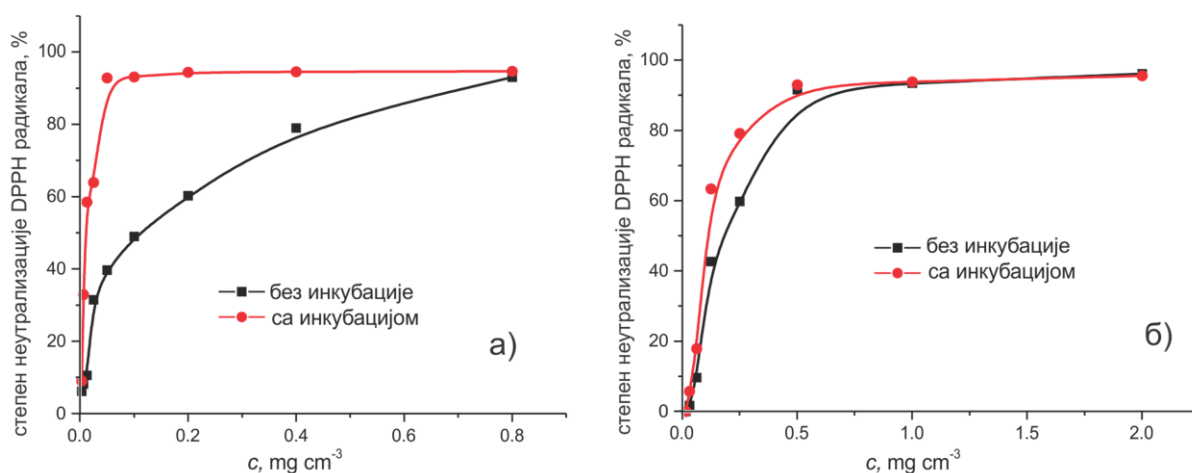 степен неутрализације DPPH радикала, %
100
80
60
40
20
0
без инкубације
са инкубацијом
а)
0.0 0.2 0.4 0.6 0.8
c, mg cm⁻³
степен неутрализације DPPH радикала, %
100
80
60
40
20
0
без инкубације
са инкубацијом
б)
0.0 0.5 1.0 1.5 2.0
c, mg cm⁻³